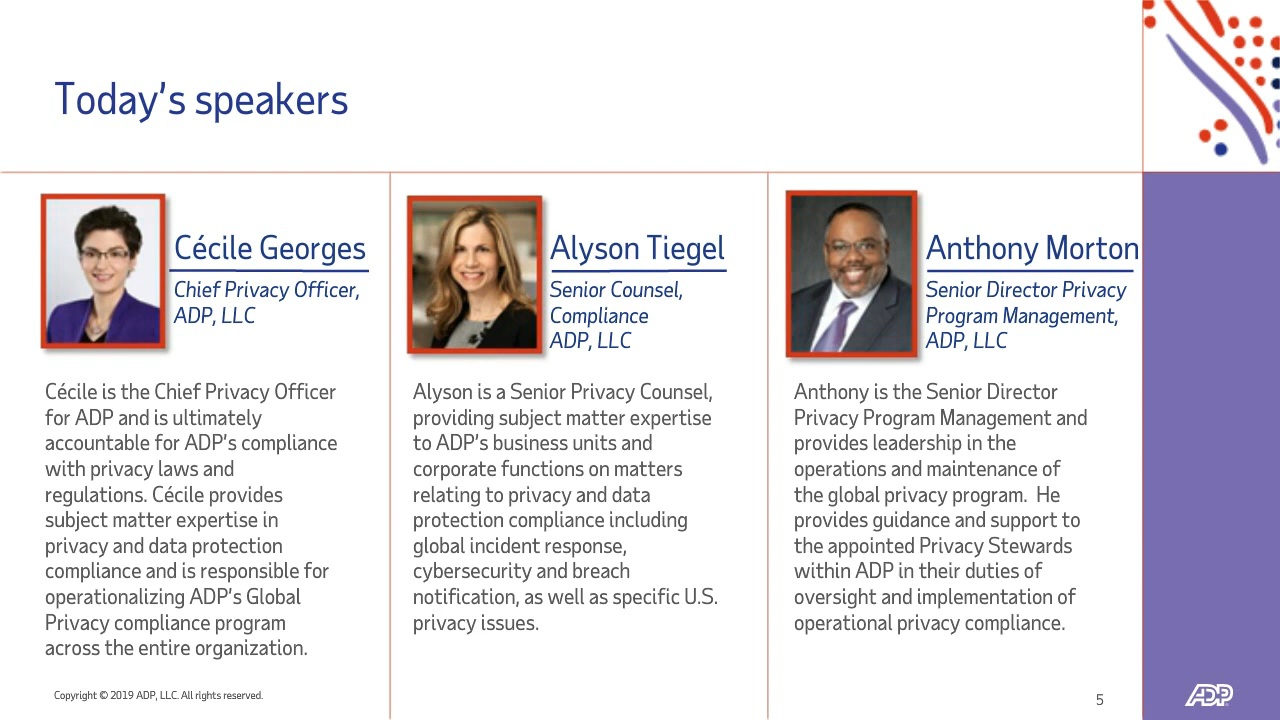 Today's speakers
Cécile Georges
Chief Privacy Officer,
ADP, LLC
Cécile is the Chief Privacy Officer
for ADP and is ultimately
accountable for ADP's compliance
with privacy laws and
regulations. Cécile provides
subject matter expertise in
privacy and data protection
compliance and is responsible for
operationalizing ADP's Global
Privacy compliance program
across the entire organization.
Alyson Tiegel
Senior Counsel,
Compliance
ADP, LLC
Alyson is a Senior Privacy Counsel,
providing subject matter expertise
to ADP's business units and
corporate functions on matters
relating to privacy and data
protection compliance including
global incident response,
cybersecurity and breach
notification, as well as specific U.S.
privacy issues.
Anthony Morton
Senior Director Privacy
Program Management,
ADP, LLC
Anthony is the Senior Director
Privacy Program Management and
provides leadership in the
operations and maintenance of
the global privacy program.  He
provides guidance and support to
the appointed Privacy Stewards
within ADP in their duties of
oversight and implementation of
operational privacy compliance.
Copyright © 2019 ADP, LLC. All rights reserved.
5
ADP